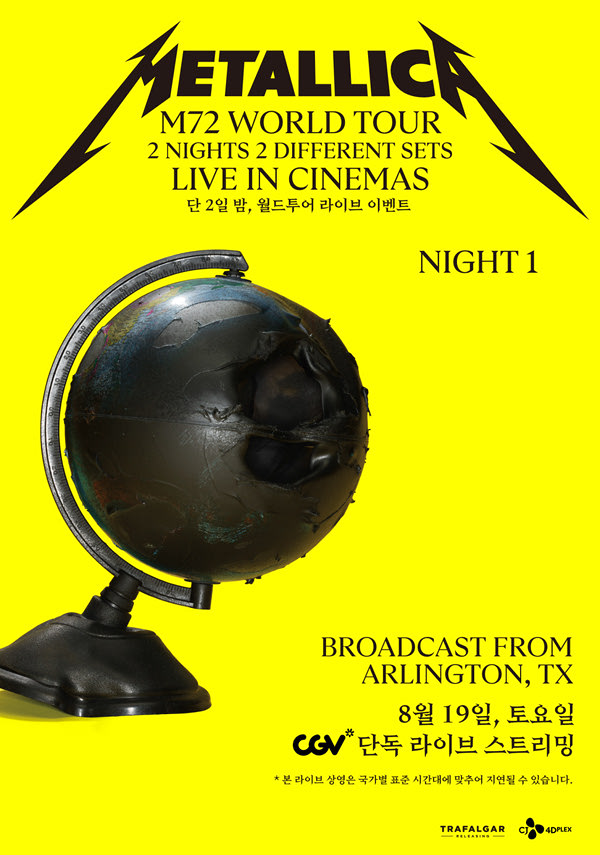 METALLICA
M72 WORLD TOUR
2 NIGHTS 2 DIFFERENT SETS
LIVE IN CINEMAS
단 2일 밤, 월드투어 라이브 이벤트
NIGHT 1
BROADCAST FROM
ARLINGTON, TX
8월 19일, 토요일
CGV* 단독 라이브 스트리밍
* 본 라이브 상영은 국가별 표준 시간대에 맞추어 지연될 수 있습니다.
TRAFALGAR
RELEASING
CJ 4DPLEX